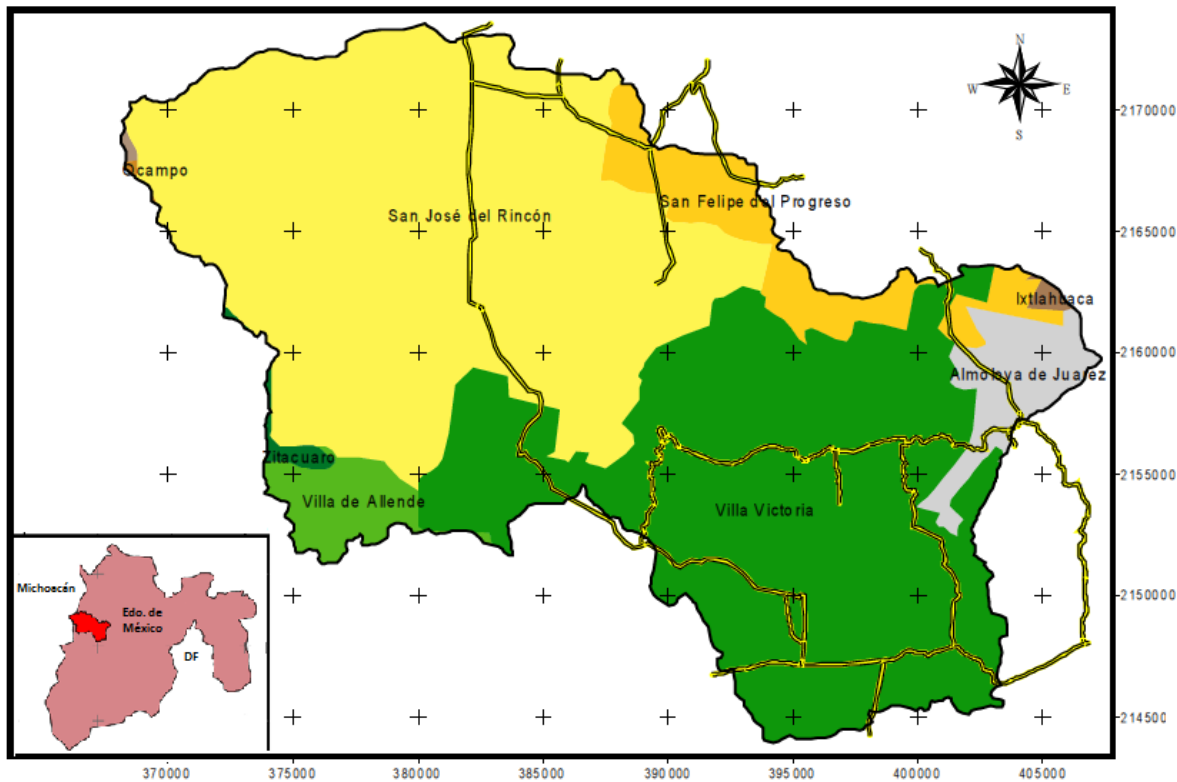 N
W E
S
2170000
Ocampo
San Felipe del Progreso
San José del Rincón
2165000
Ixtlahuaca
2160000
Almoloya de Juarez
Zitacuaro
2155000
Villa de Allende
Villa Victoria
Michoacán
2150000
Edo. de
México
DF
214500
370000 375000 380000 385000 390000 395000 400000 405000